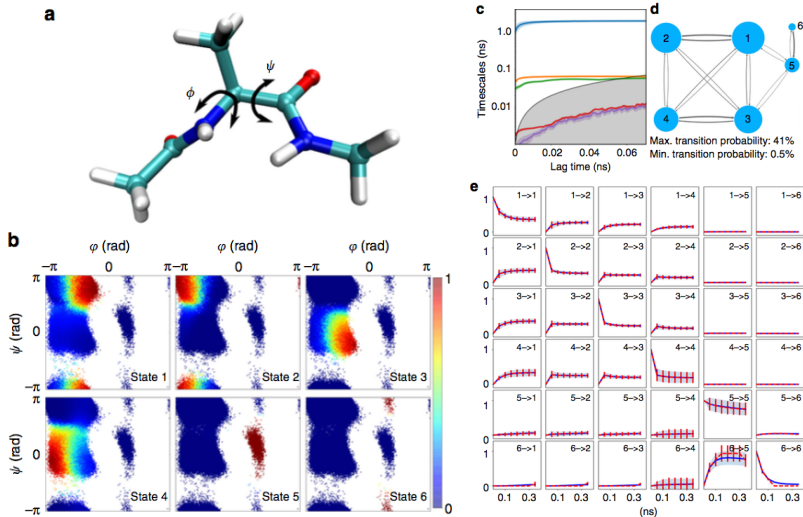 a
ϕ
ψ
b
φ (rad)
φ (rad)
φ (rad)
−π 0 π
−π 0 π
−π 0 π
π
0
−π
ψ (rad)
State 1
State 2
State 3
π
0
−π
ψ (rad)
State 4
State 5
State 6
1
0
c
Timescales (ns)
1.0
0.1
0.01
0 0.02 0.04 0.06
Lag time (ns)
d
2
1
6
5
4
3
Max. transition probability: 41%
Min. transition probability: 0.5%
e
1
0
1–>1
1–>2
1–>3
1–>4
1–>5
1–>6
1
0
2–>1
2–>2
2–>3
2–>4
2–>5
2–>6
1
0
3–>1
3–>2
3–>3
3–>4
3–>5
3–>6
1
0
4–>1
4–>2
4–>3
4–>4
4–>5
4–>6
1
0
5–>1
5–>2
5–>3
5–>4
5–>5
5–>6
1
0
6–>1
6–>2
6–>3
6–>4
6–>5
6–>6
0.1 0.3
0.1 0.3
0.1 0.3
0.1 0.3
0.1 0.3
0.1 0.3
(ns)